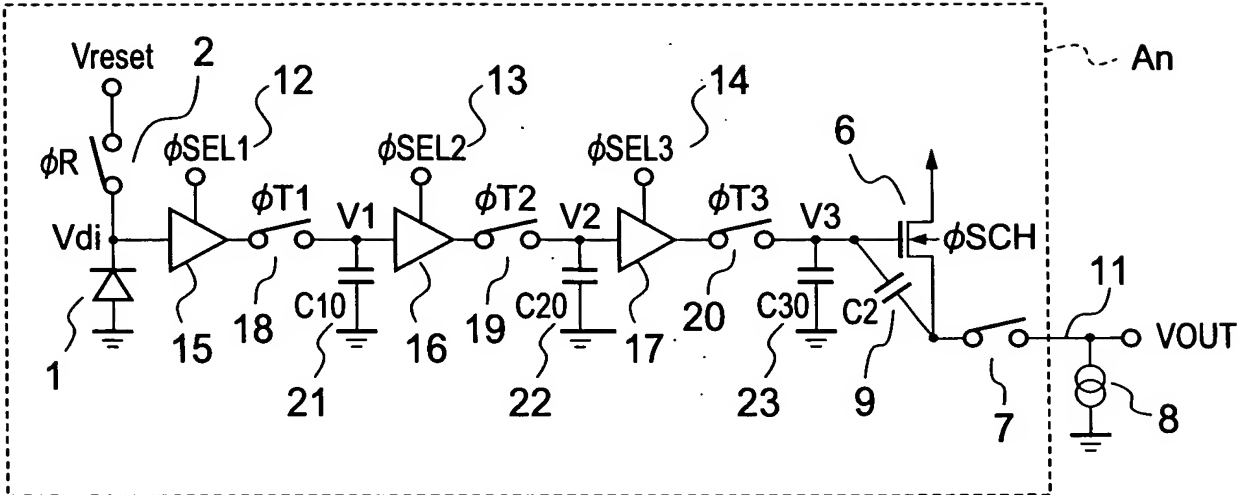 Vreset
2
12
13
14
An
6
ϕR
ϕSEL1
ϕSEL2
ϕSEL3
ϕT1
V1
ϕT2
V2
ϕT3
V3
ϕSCH
Vdi
11
C10
C20
C30
C2
VOUT
1
15
18
21
16
19
22
17
20
23
9
7
8